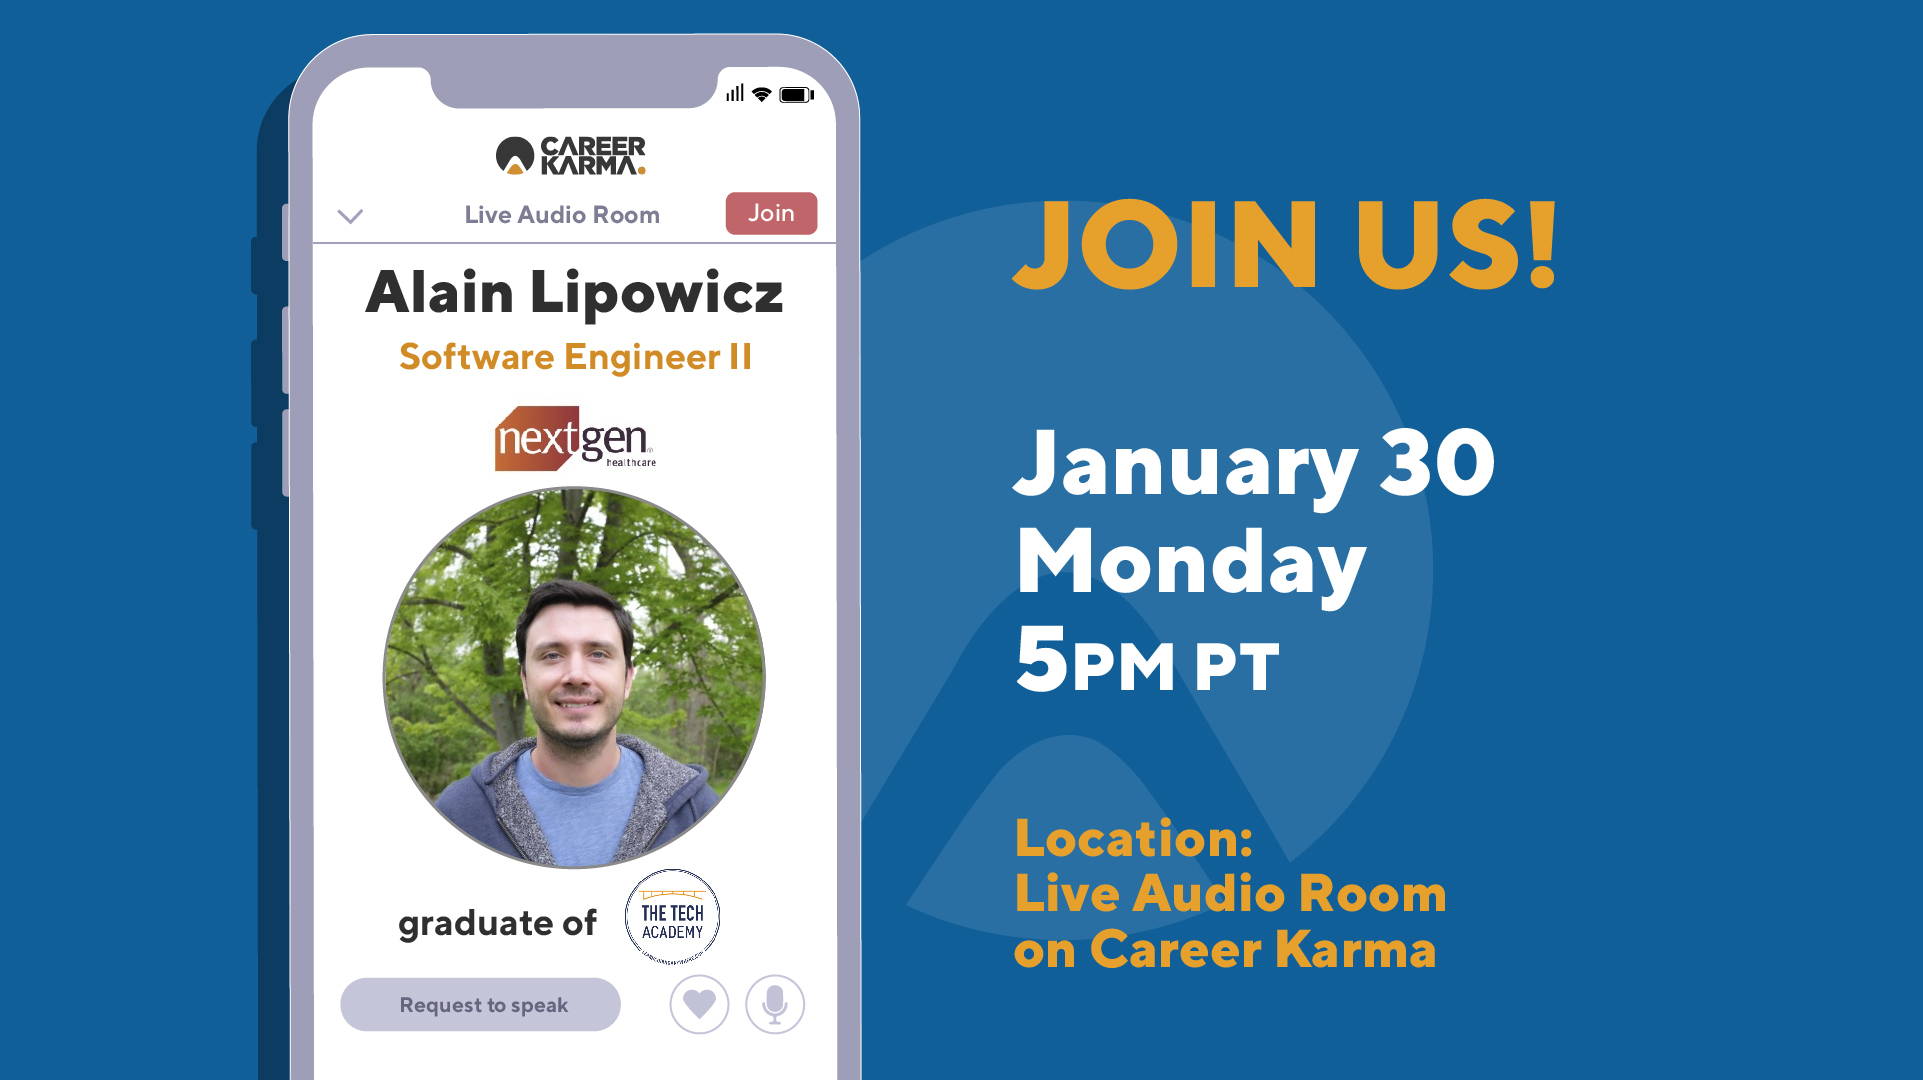 CAREER
KARMA.
Live Audio Room
Join
Alain Lipowicz
Software Engineer II
nextgen
healthcare
graduate of
THE TECH
ACADEMY
Request to speak
JOIN US!
January 30
Monday
5PM PT
Location:
Live Audio Room
on Career Karma